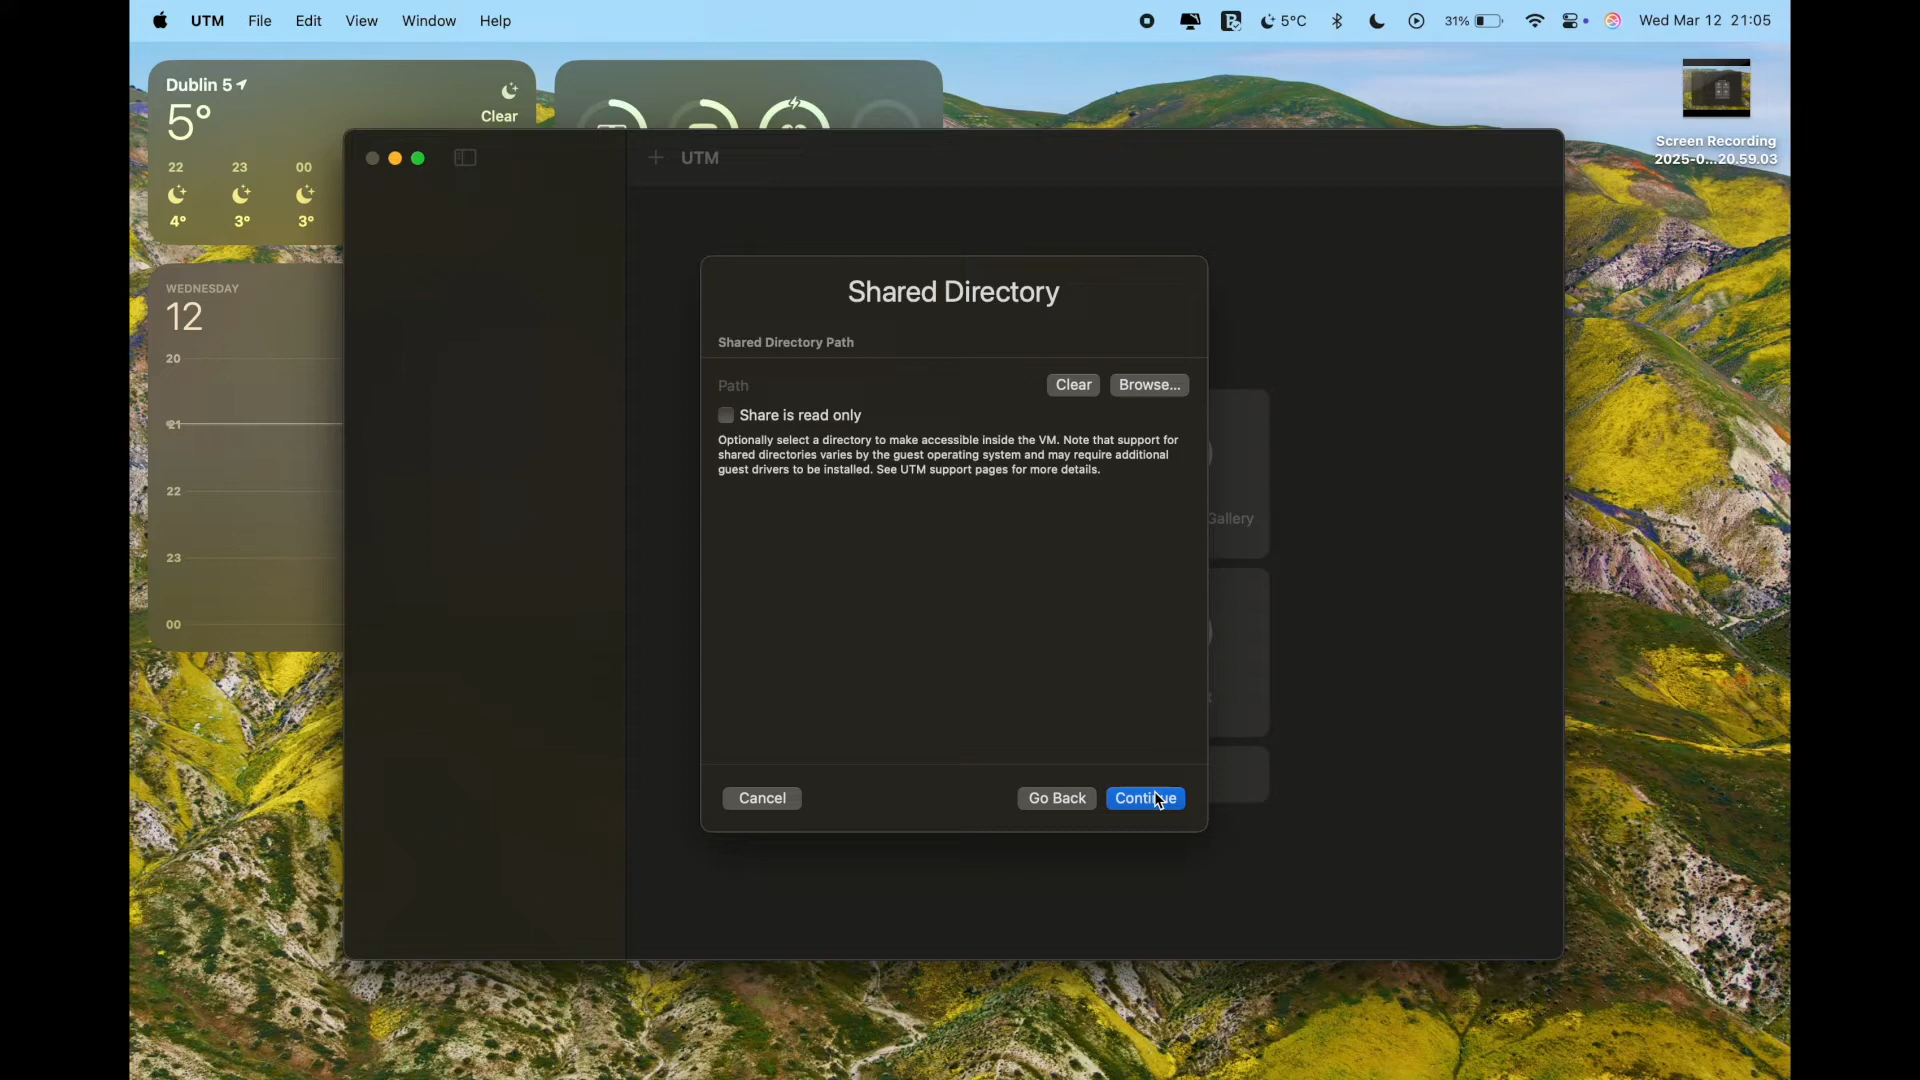 UTM File Edit View Window Help 5°C 31% Wed Mar 12 21:05
Dublin 5
5°
Clear
22 23 00
4° 3° 3°
Screen Recording
2025-0...20.59.03
UTM
WEDNESDAY
12
20
21
22
23
00
Shared Directory
Shared Directory Path
Path Clear Browse...
Share is read only
Optionally select a directory to make accessible inside the VM. Note that support for
shared directories varies by the guest operating system and may require additional
guest drivers to be installed. See UTM support pages for more details.
Gallery
Cancel Go Back Continue